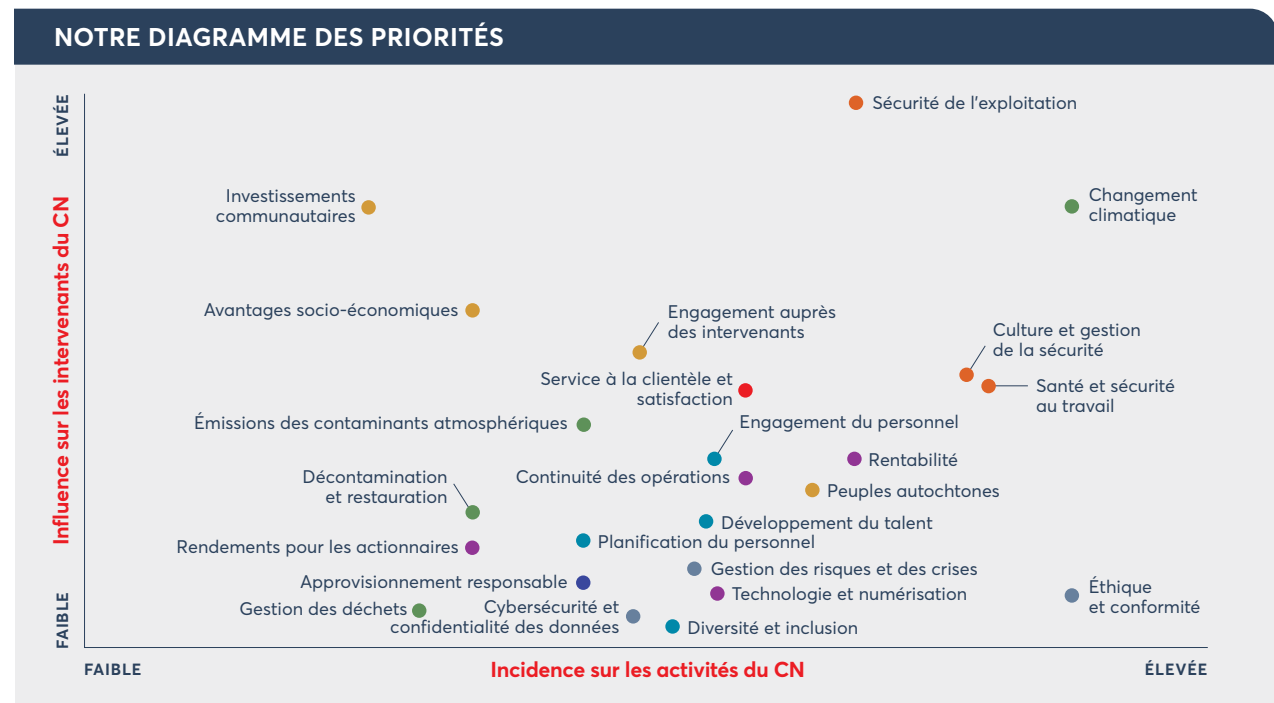 NOTRE DIAGRAMME DES PRIORITÉS
ÉLEVÉE
Influence sur les intervenants du CN
FAIBLE
Sécurité de l'exploitation
Investissements
communautaires
Changement
climatique
Avantages socio-économiques
Engagement auprès
des intervenants
Culture et gestion
de la sécurité
Service à la clientèle et
satisfaction
Santé et sécurité
au travail
Émissions des contaminants atmosphériques
Engagement du personnel
Rentabilité
Décontamination
et restauration
Continuité des opérations
Peuples autochtones
Développement du talent
Planification du personnel
Rendements pour les actionnaires
Gestion des risques et des crises
Approvisionnement responsable
Technologie et numérisation
Éthique
et conformité
Gestion des déchets
Cybersécurité et
confidentialité des données
Diversité et inclusion
FAIBLE
Incidence sur les activités du CN
ÉLEVÉE